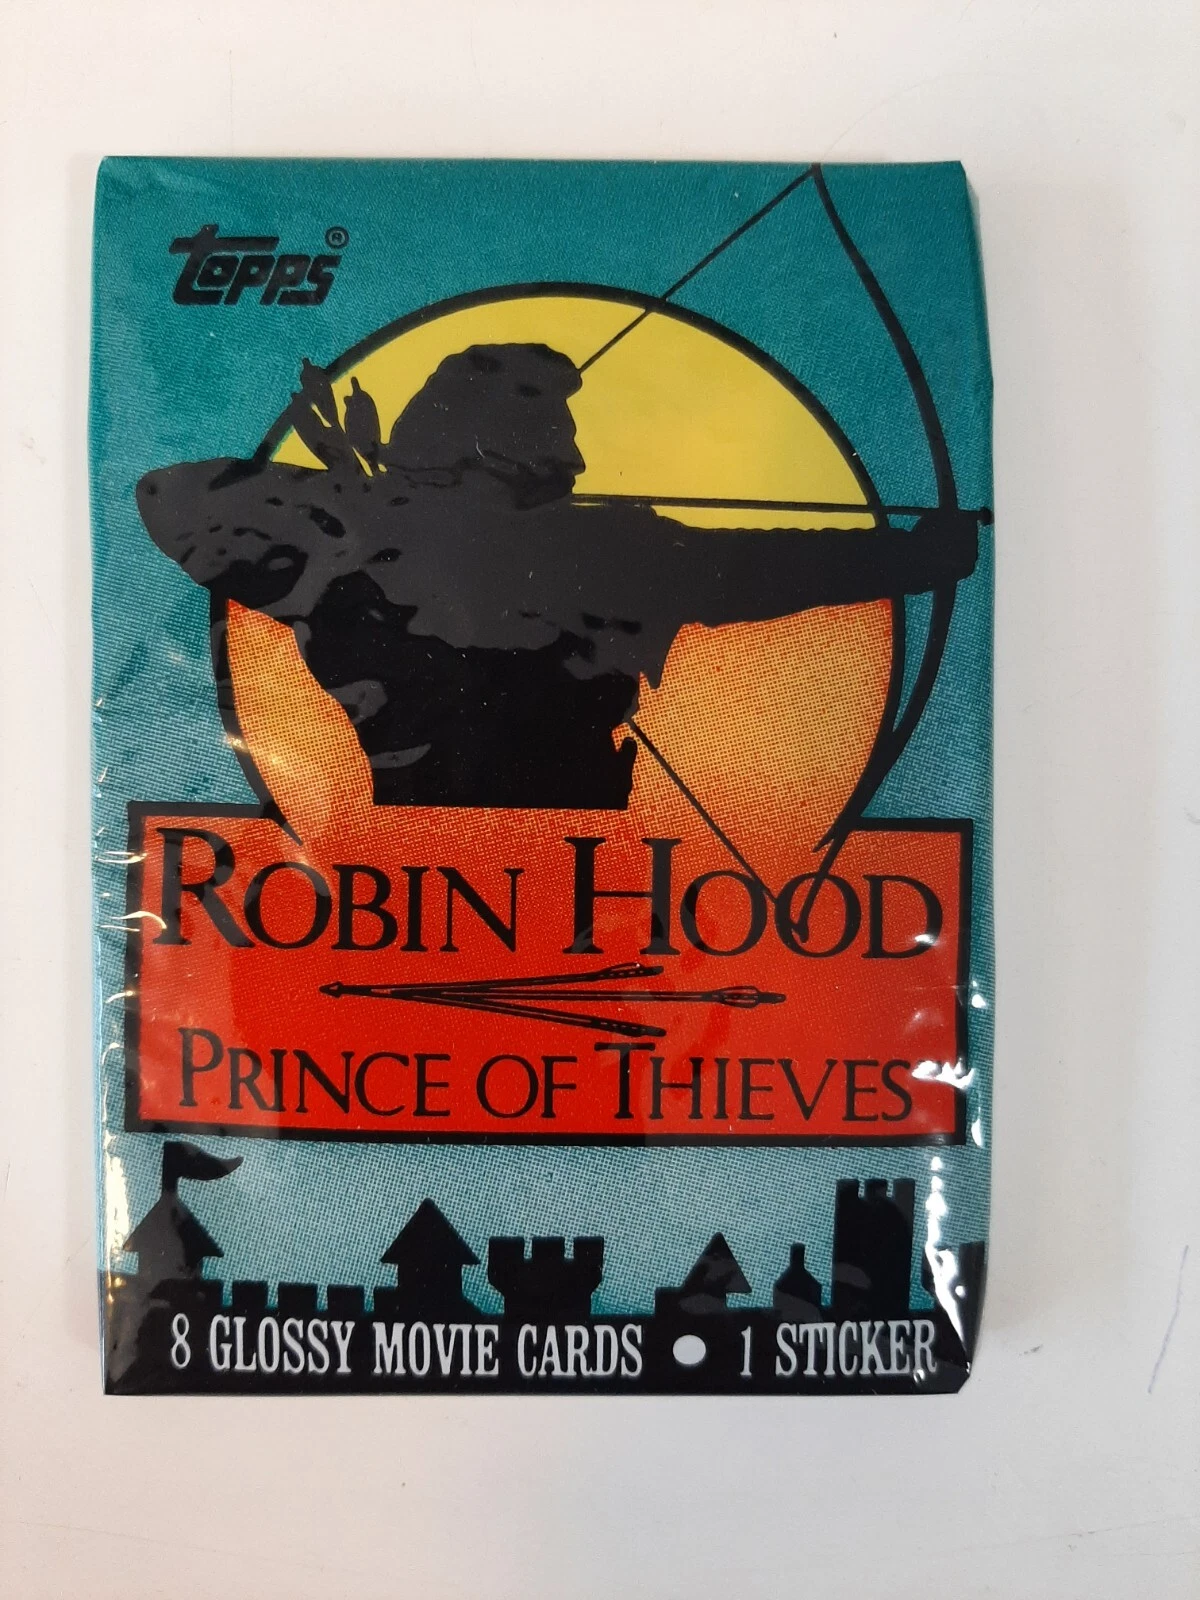 Topps®
ROBIN HOOD
PRINCE OF THIEVES
8 GLOSSY MOVIE CARDS • 1 STICKER